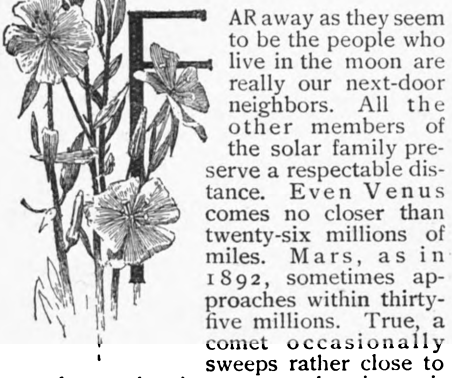 FAR away as they seem
to be the people who
live in the moon are
really our next-door
neighbors. All the
other members of
the solar family pre-
serve a respectable dis-
tance. Even Venus
comes no closer than
twenty-six millions of
miles. Mars, as in
1892, sometimes ap-
proaches within thirty-
five millions. True, a
comet occasionally
sweeps rather close to